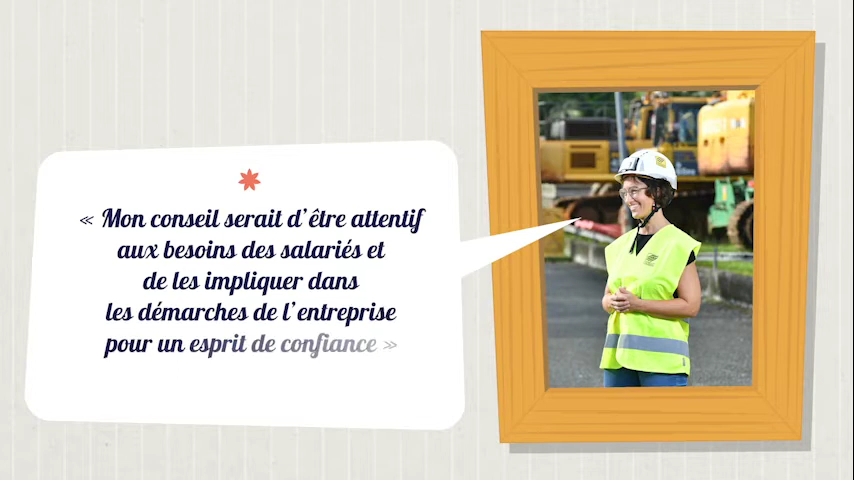 « Mon conseil serait d'être attentif
aux besoins des salariés et
de les impliquer dans
les démarches de l'entreprise
pour un esprit de confiance »